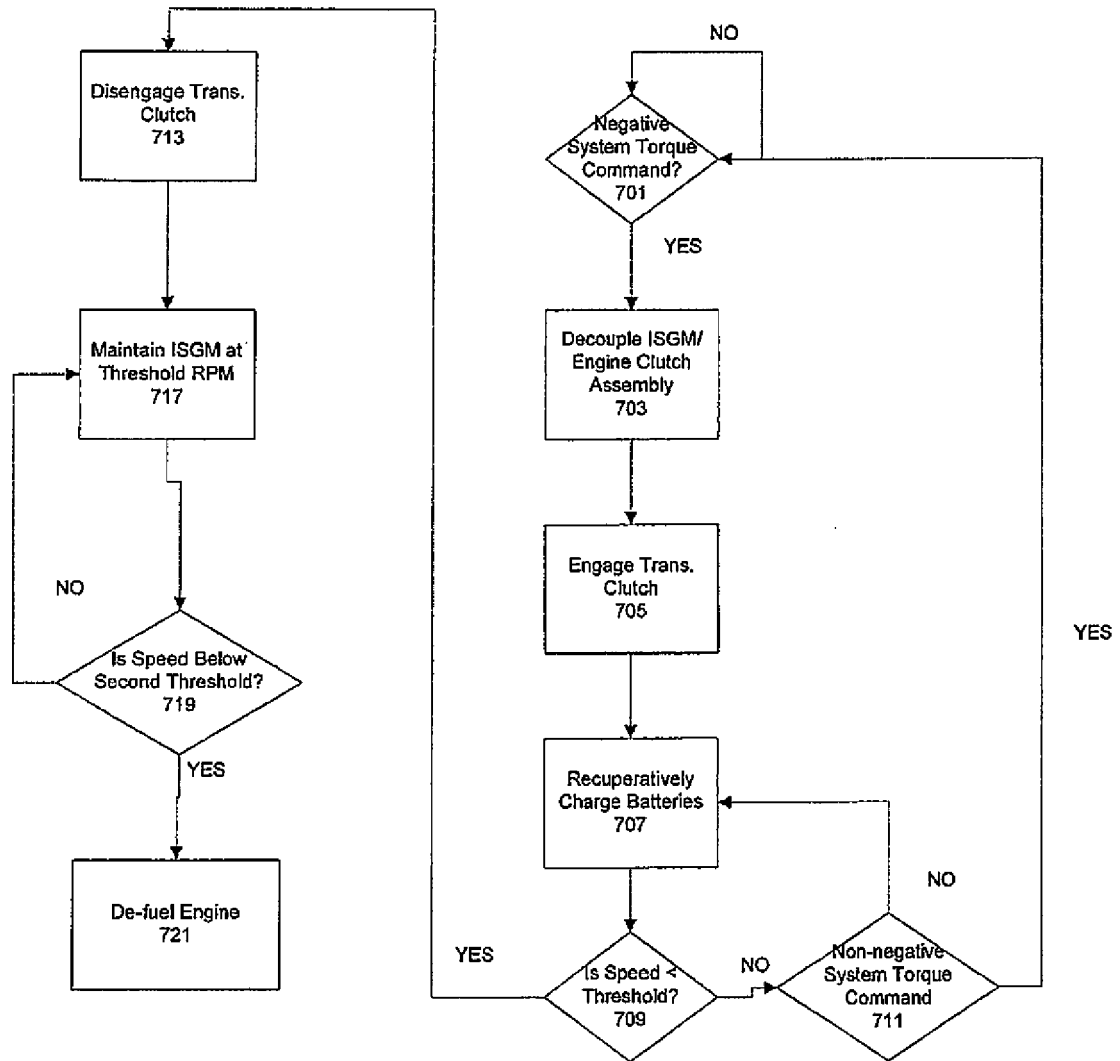 Disengage Trans.
Clutch
713
Maintain ISGM at
Threshold RPM
717
NO
Is Speed Below
Second Threshold?
719
YES
De-fuel Engine
721
NO
Negative
System Torque
Command?
701
YES
Decouple ISGM/
Engine Clutch
Assembly
703
Engage Trans.
Clutch
705
Recuperatively
Charge Batteries
707
YES
Is Speed <
Threshold?
709
NO
Non-negative
System Torque
Command
711
NO
YES